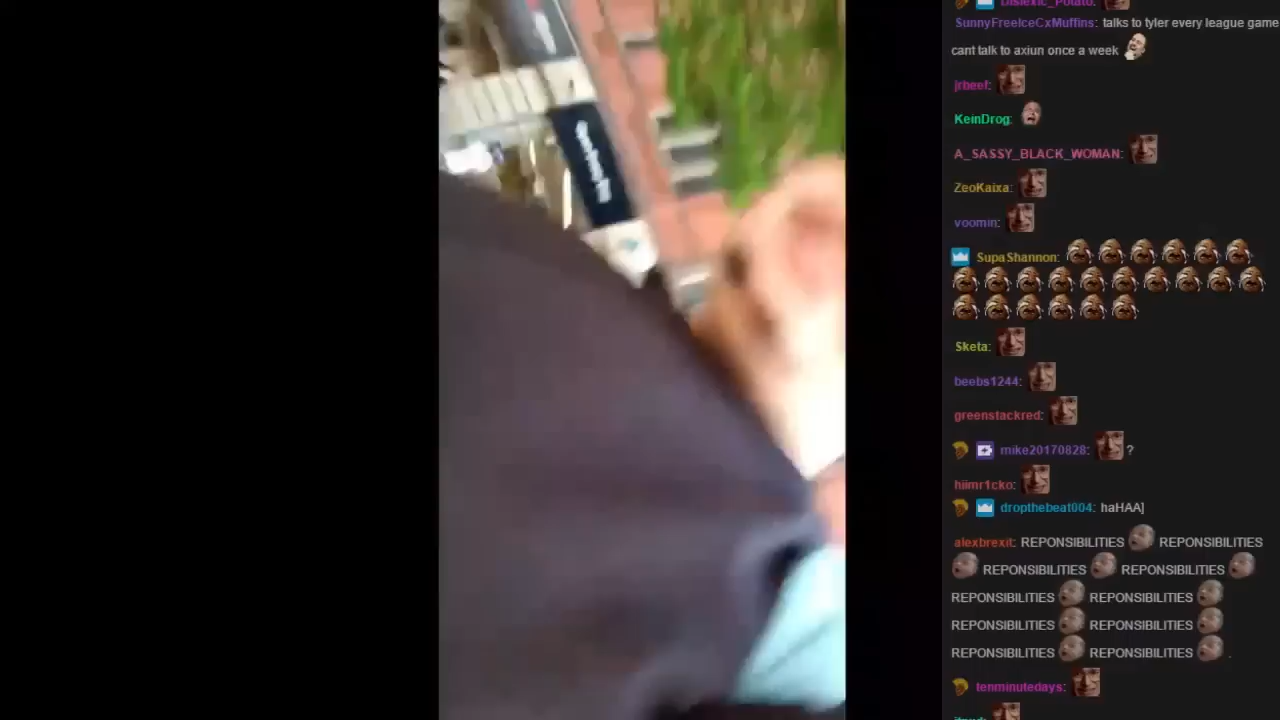 Dislexic_Potato:
SunnyFreeIceCxMuffins: talks to tyler every league game
cant talk to axiun once a week
jrbeef:
KeinDrog:
A_SASSY_BLACK_WOMAN:
ZeoKaixa:
voomin:
SupaShannon:
Sketa:
beebs1244:
greenstackred:
mike20170828: ?
hiimr1cko:
dropthebeat004: haHAA]
alexbrexit: REPONSIBILITIES REPONSIBILITIES
REPONSIBILITIES REPONSIBILITIES
REPONSIBILITIES REPONSIBILITIES
REPONSIBILITIES REPONSIBILITIES
REPONSIBILITIES REPONSIBILITIES .
tenminutedays: